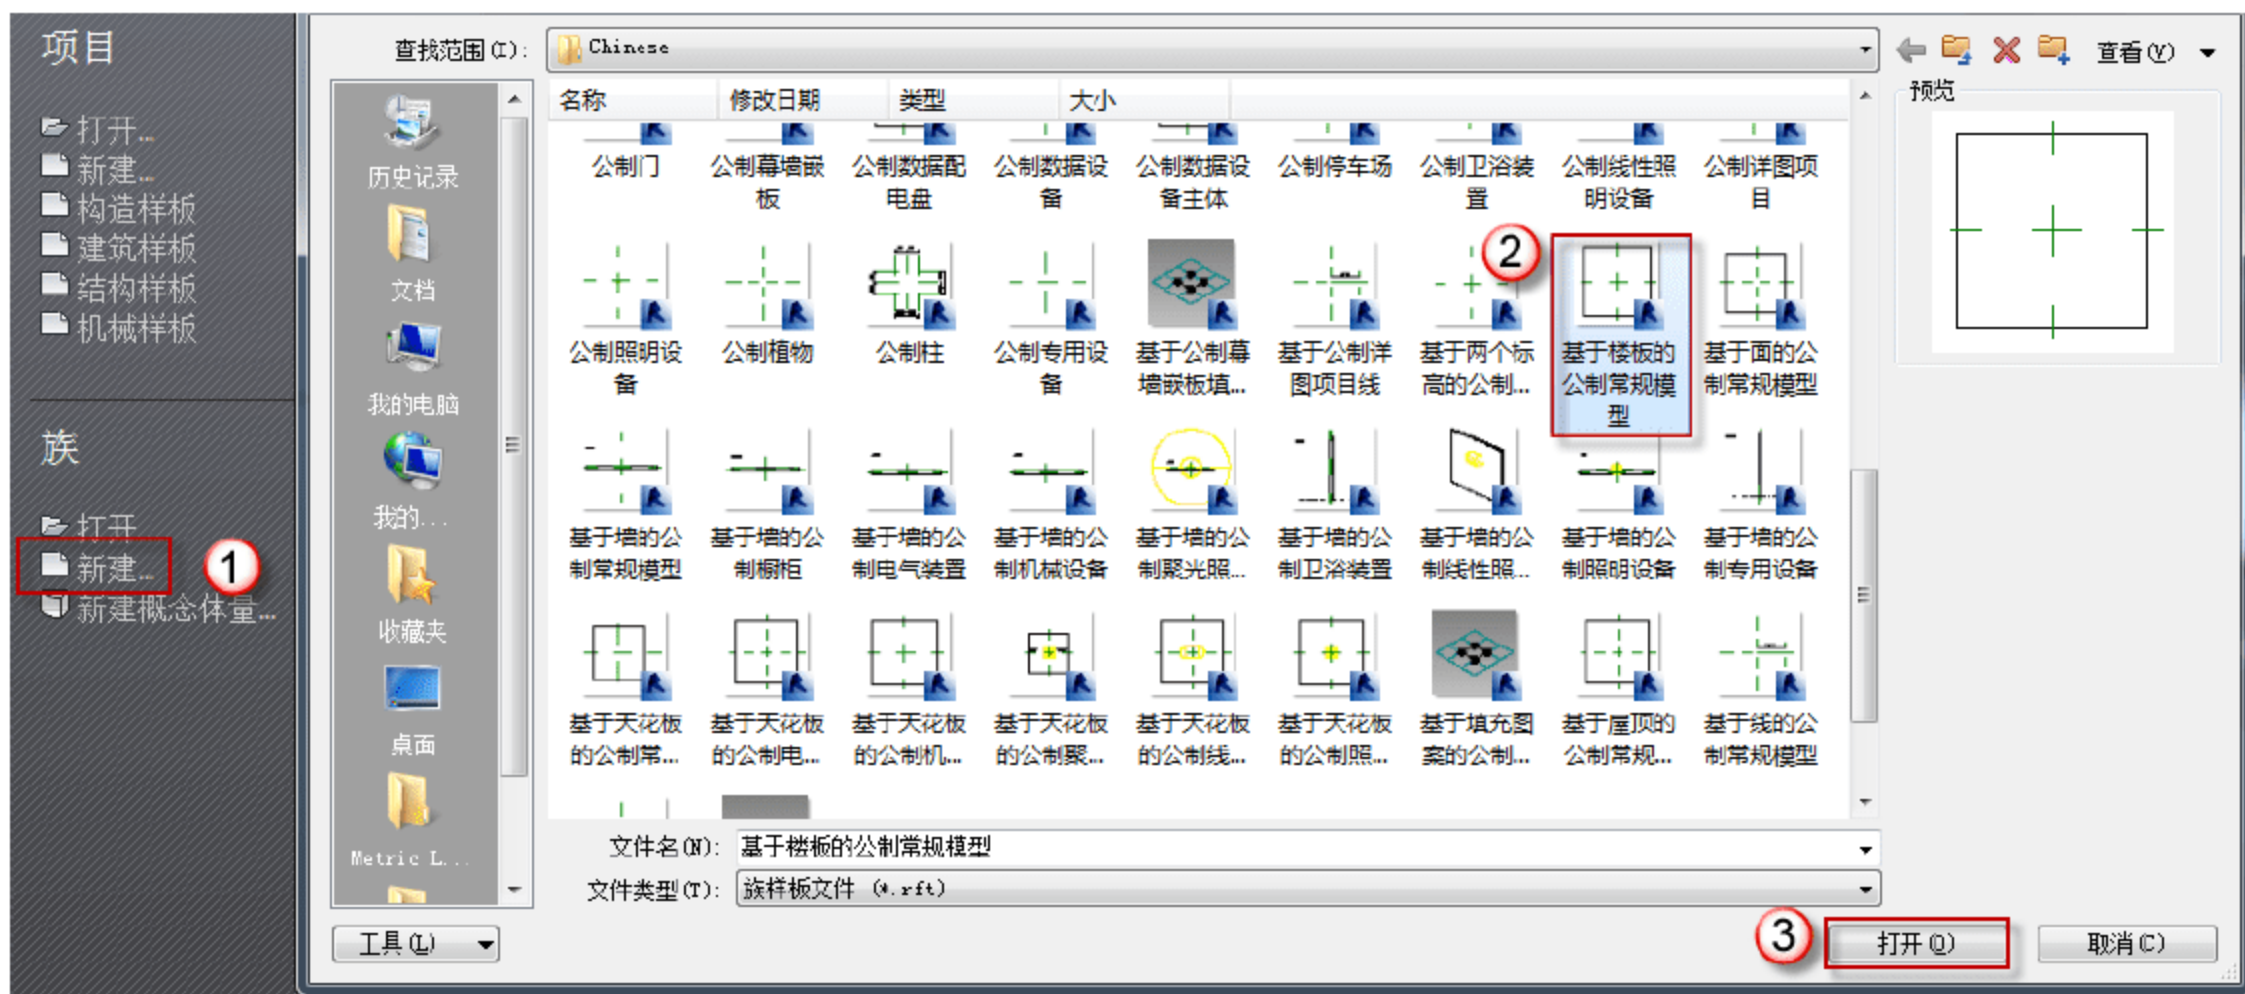 项目
打开...
新建...
构造样板
建筑样板
结构样板
机械样板
族
打开
新建...
新建概念体量...
1
查找范围(I):
Chinese
查看(V)
预览
历史记录
文档
我的电脑
我的...
收藏夹
桌面
Metric L...
名称 修改日期 类型 大小
公制门 公制幕墙嵌 公制数据配 公制数据设 公制数据设 公制停车场 公制卫浴装 公制线性照 公制详图项
板 电盘 备 备主体 置 明设备 目
2
公制照明设 公制植物 公制柱 公制专用设 基于公制幕 基于公制详 基于两个标 基于楼板的 基于面的公
备 备 墙嵌板填... 图项目线 高的公制... 公制常规模 制常规模型
型
基于墙的公 基于墙的公 基于墙的公 基于墙的公 基于墙的公 基于墙的公 基于墙的公 基于墙的公 基于墙的公
制常规模型 制橱柜 制电气装置 制机械设备 制聚光照... 制卫浴装置 制线性照... 制照明设备 制专用设备
基于天花板 基于天花板 基于天花板 基于天花板 基于天花板 基于天花板 基于填充图 基于屋顶的 基于线的公
的公制常... 的公制电... 的公制机... 的公制聚... 的公制线... 的公制照... 案的公制... 公制常规... 制常规模型
文件名(N): 基于楼板的公制常规模型
文件类型(T): 族样板文件 (*.rft)
工具(L)
3
打开(O)
取消(C)